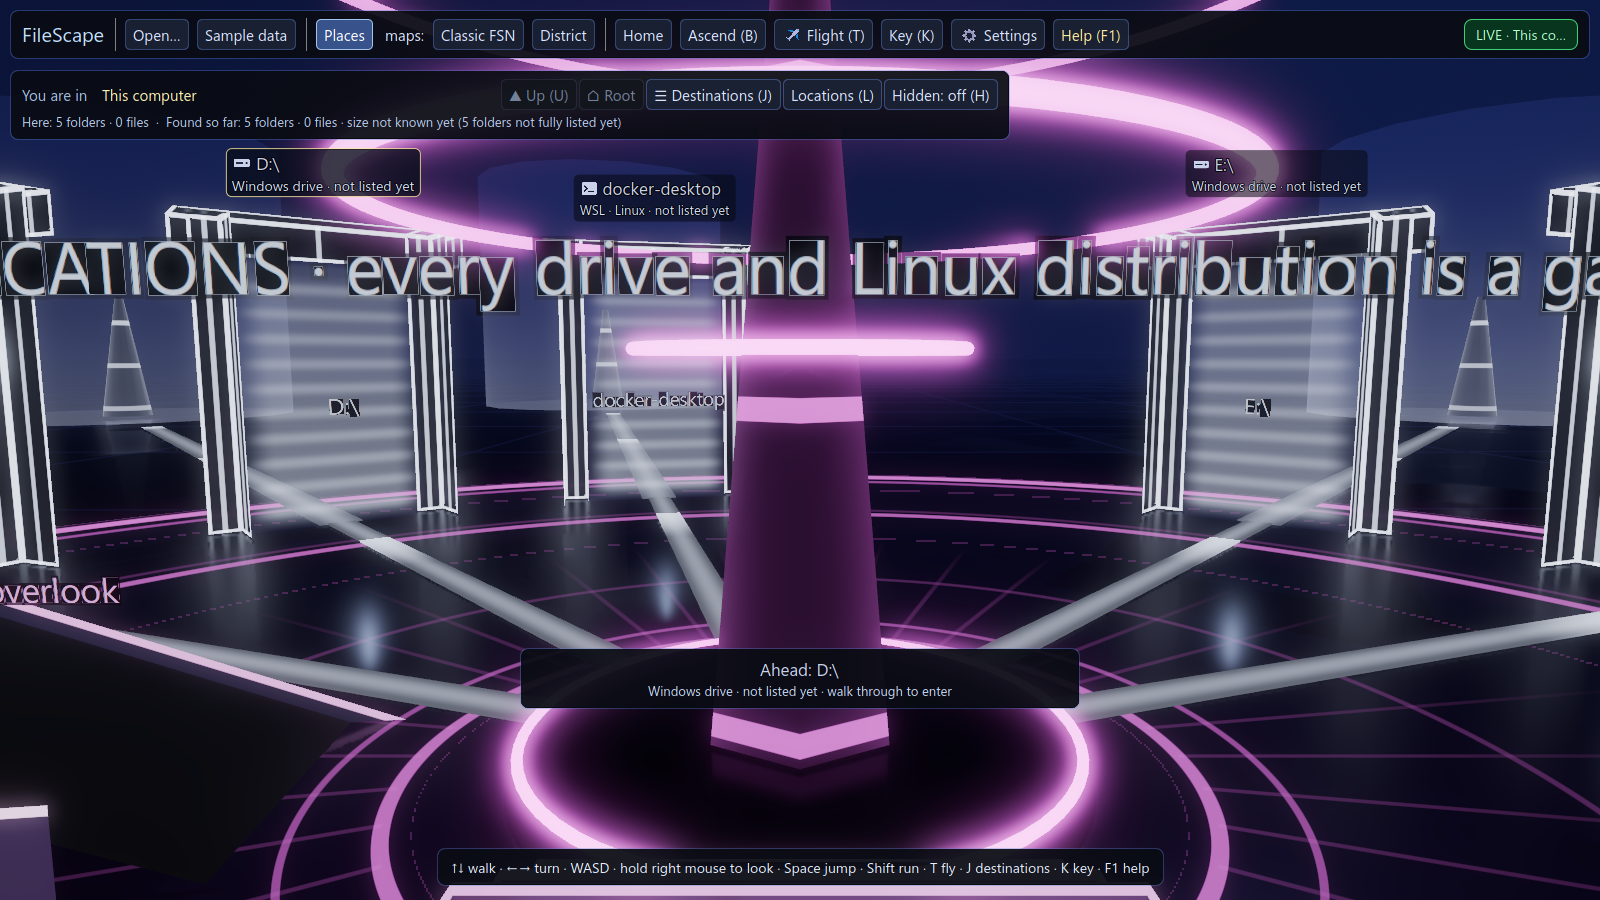 FileScape Open... Sample data Places maps: Classic FSN District Home Ascend (B) Flight (T) Key (K) Settings Help (F1) LIVE · This co...
You are in This computer ▲ Up (U) Root ☰ Destinations (J) Locations (L) Hidden: off (H)
Here: 5 folders · 0 files · Found so far: 5 folders · 0 files · size not known yet (5 folders not fully listed yet)
D:\
Windows drive · not listed yet
docker-desktop
WSL · Linux · not listed yet
E:\
Windows drive · not listed yet
CATIONS · every drive and Linux distribution is a ga
D:\
docker-desktop
E:\
overlook
Ahead: D:\
Windows drive · not listed yet · walk through to enter
↑↓ walk · ←→ turn · WASD · hold right mouse to look · Space jump · Shift run · T fly · J destinations · K key · F1 help